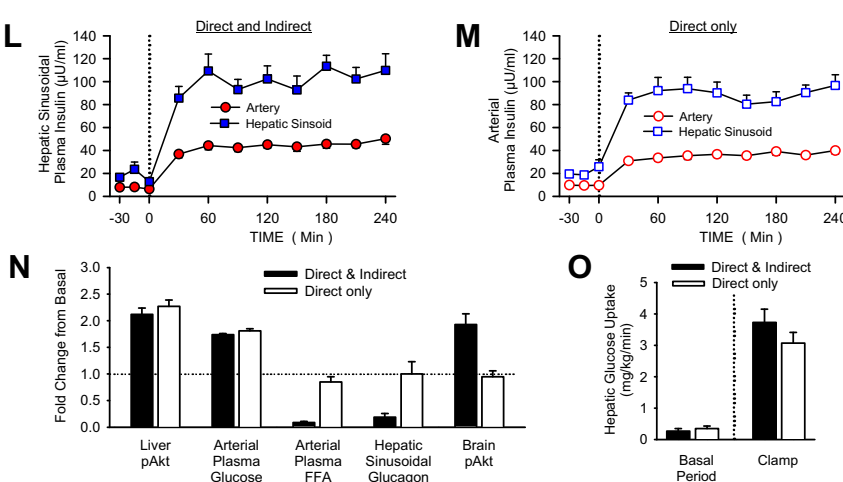 L
Direct and Indirect
Hepatic Sinusoidal
Plasma Insulin (µU/ml)
140
120
100
80
60
40
20
0
Artery
Hepatic Sinsoid
-30 0 60 120 180 240
TIME ( Min )
M
Direct only
Arterial
Plasma Insulin (µU/ml)
140
120
100
80
60
40
20
0
Artery
Hepatic Sinusoid
-30 0 60 120 180 240
TIME ( Min )
N
Fold Change from Basal
3.0
2.5
2.0
1.5
1.0
0.5
0.0
Direct & Indirect
Direct only
Liver
pAkt
Arterial
Plasma
Glucose
Arterial
Plasma
FFA
Hepatic
Sinusoidal
Glucagon
Brain
pAkt
O
Hepatic Glucose Uptake
(mg/kg/min)
5
4
3
2
1
0
Direct & Indirect
Direct only
Basal
Period
Clamp